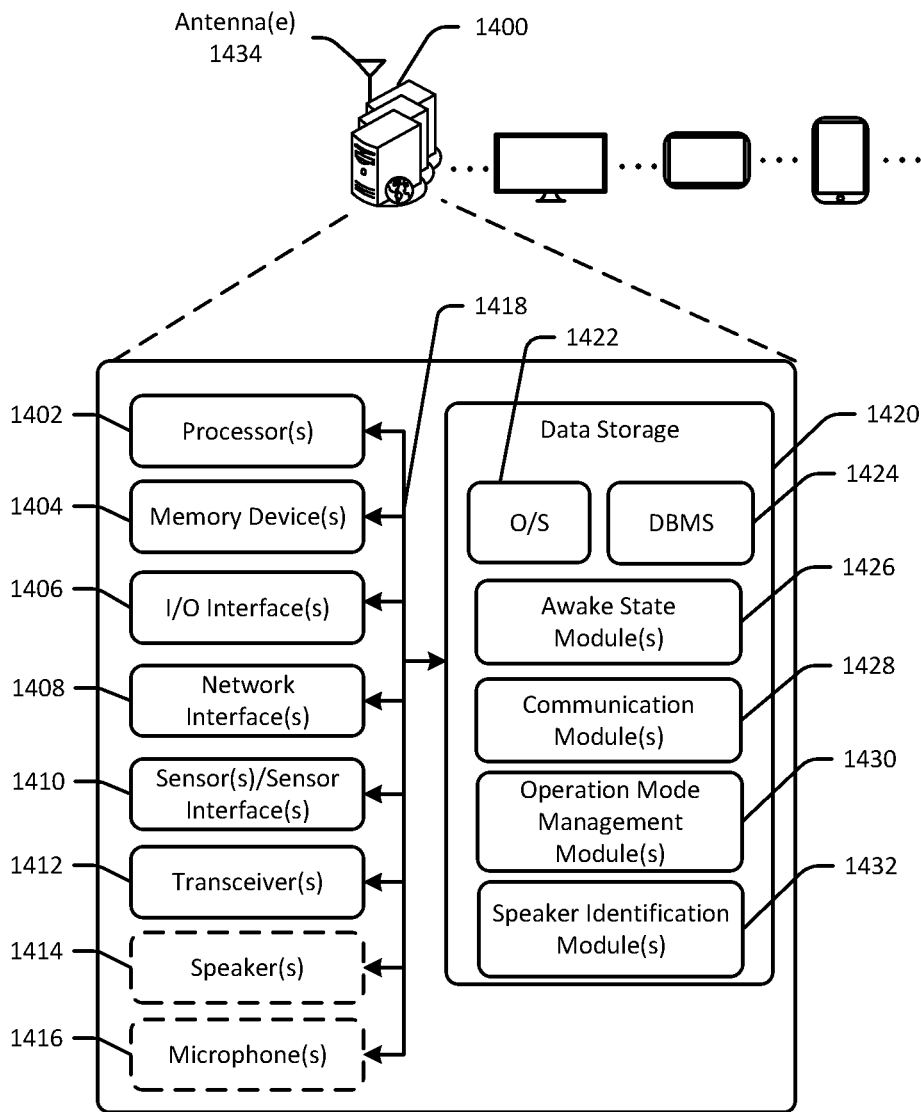 Antenna(e)
1434
1400
1418
1422
1402
Processor(s)
Data Storage
1420
1404
Memory Device(s)
O/S
DBMS
1424
1406
I/O Interface(s)
Awake State
Module(s)
1426
1408
Network
Interface(s)
Communication
Module(s)
1428
1410
Sensor(s)/Sensor
Interface(s)
Operation Mode
Management
Module(s)
1430
1412
Transceiver(s)
Speaker Identification
Module(s)
1432
1414
Speaker(s)
1416
Microphone(s)